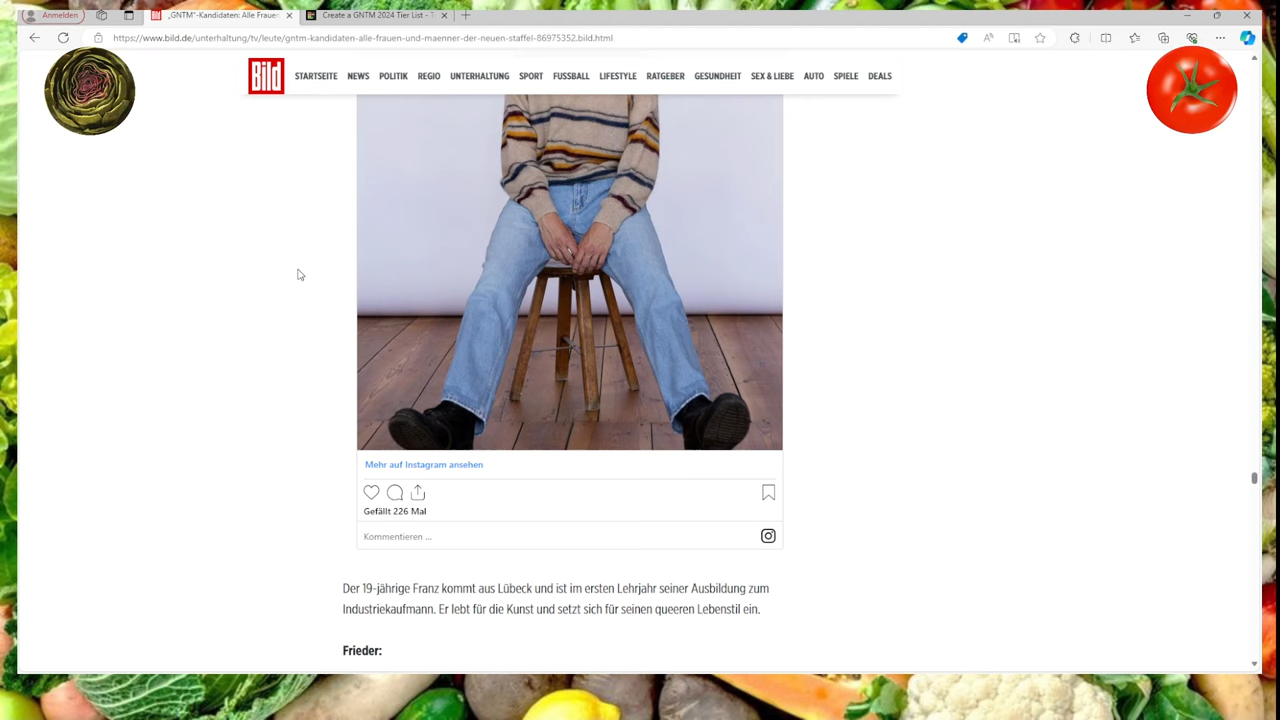 Anmelden
„GNTM“-Kandidaten: Alle Frauen
Create a GNTM 2024 Tier List - T
https://www.bild.de/unterhaltung/tv/leute/gntm-kandidaten-alle-frauen-und-maenner-der-neuen-staffel-86975352.bild.html
Bild STARTSEITE NEWS POLITIK REGIO UNTERHALTUNG SPORT FUSSBALL LIFESTYLE RATGEBER GESUNDHEIT SEX & LIEBE AUTO SPIELE DEALS
Mehr auf Instagram ansehen
Gefällt 226 Mal
Kommentieren ...
Der 19-jährige Franz kommt aus Lübeck und ist im ersten Lehrjahr seiner Ausbildung zum
Industriekaufmann. Er lebt für die Kunst und setzt sich für seinen queeren Lebenstil ein.
Frieder: